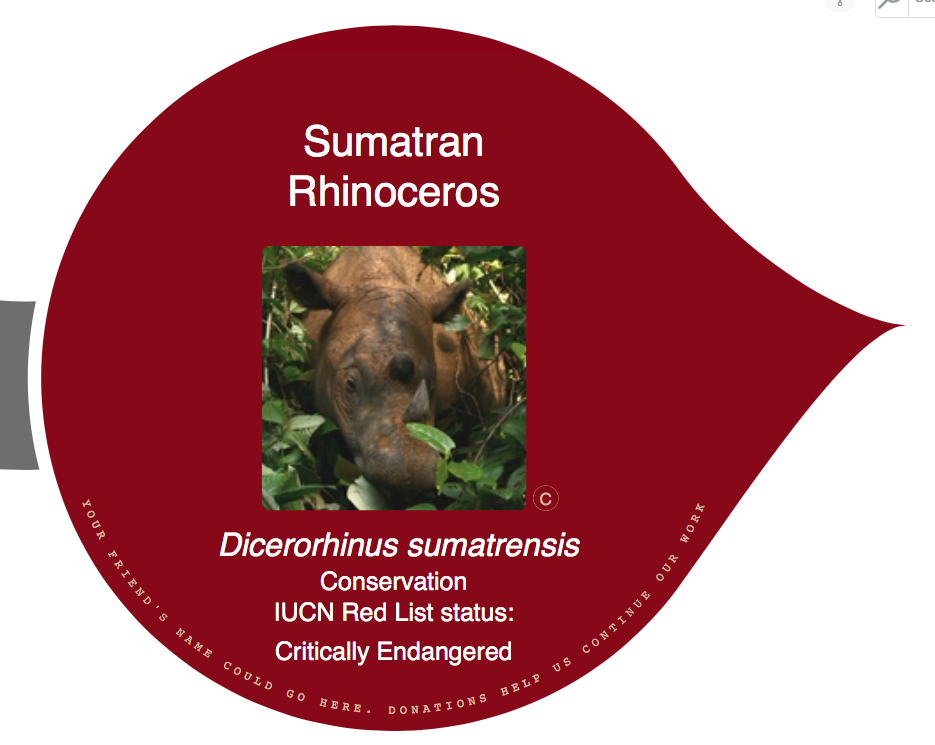 Sumatran
Rhinoceros
C
Dicerorhinus sumatrensis
Conservation
IUCN Red List status:
Critically Endangered
YOUR FRIEND'S NAME COULD GO HERE. DONATIONS HELP US CONTINUE OUR WORK